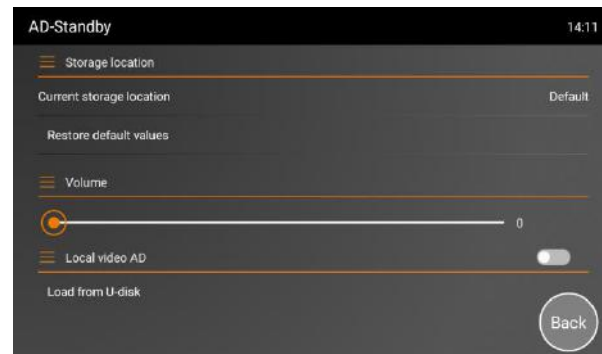 AD-Standby 14:11
Storage location
Current storage location Default
Restore default values
Volume
0
Local video AD
Load from U-disk
Back